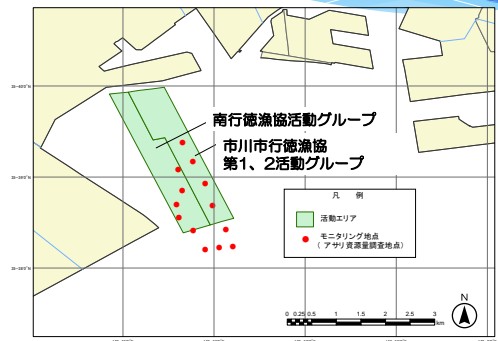 南行徳漁協活動グループ
市川市行徳漁協
第1、2活動グループ
凡 例
活動エリア
モニタリング地点
（ アサリ資源量調査地点）
N
0 0.25 0.5 1 1.5 2 2.5 3
km